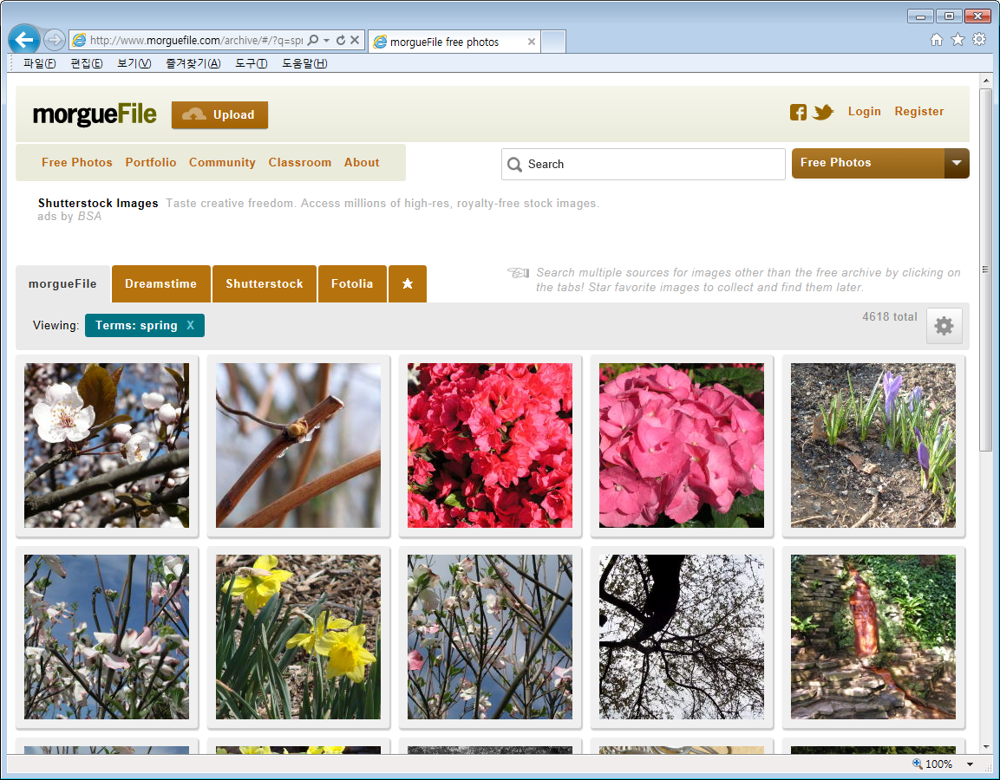 http://www.morguefile.com/archive/#/?q=spr
morgueFile free photos
파일(F) 편집(E) 보기(V) 즐겨찾기(A) 도구(T) 도움말(H)
morgueFile
Upload
Login Register
Free Photos Portfolio Community Classroom About
Search
Free Photos
Shutterstock Images Taste creative freedom. Access millions of high-res, royalty-free stock images.
ads by BSA
morgueFile Dreamstime Shutterstock Fotolia
Search multiple sources for images other than the free archive by clicking on
the tabs! Star favorite images to collect and find them later.
Viewing: Terms: spring X
4618 total
100%